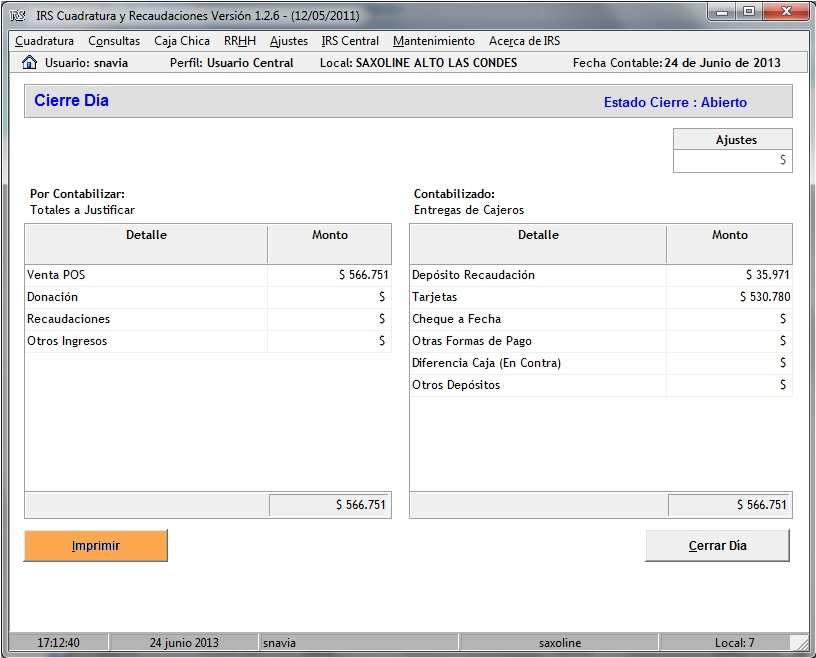 IRS IRS Cuadratura y Recaudaciones Versión 1.2.6 - (12/05/2011)
Cuadratura Consultas Caja Chica RRHH Ajustes IRS Central Mantenimiento Acerca de IRS
Usuario: snavia Perfil: Usuario Central Local: SAXOLINE ALTO LAS CONDES Fecha Contable: 24 de Junio de 2013
Cierre Día Estado Cierre : Abierto
Ajustes
$
Por Contabilizar:
Totales a Justificar
Detalle Monto
Venta POS $ 566.751
Donación $
Recaudaciones $
Otros Ingresos $
$ 566.751
Contabilizado:
Entregas de Cajeros
Detalle Monto
Depósito Recaudación $ 35.971
Tarjetas $ 530.780
Cheque a Fecha $
Otras Formas de Pago $
Diferencia Caja (En Contra) $
Otros Depósitos $
$ 566.751
Imprimir Cerrar Día
17:12:40 24 junio 2013 snavia saxoline Local: 7